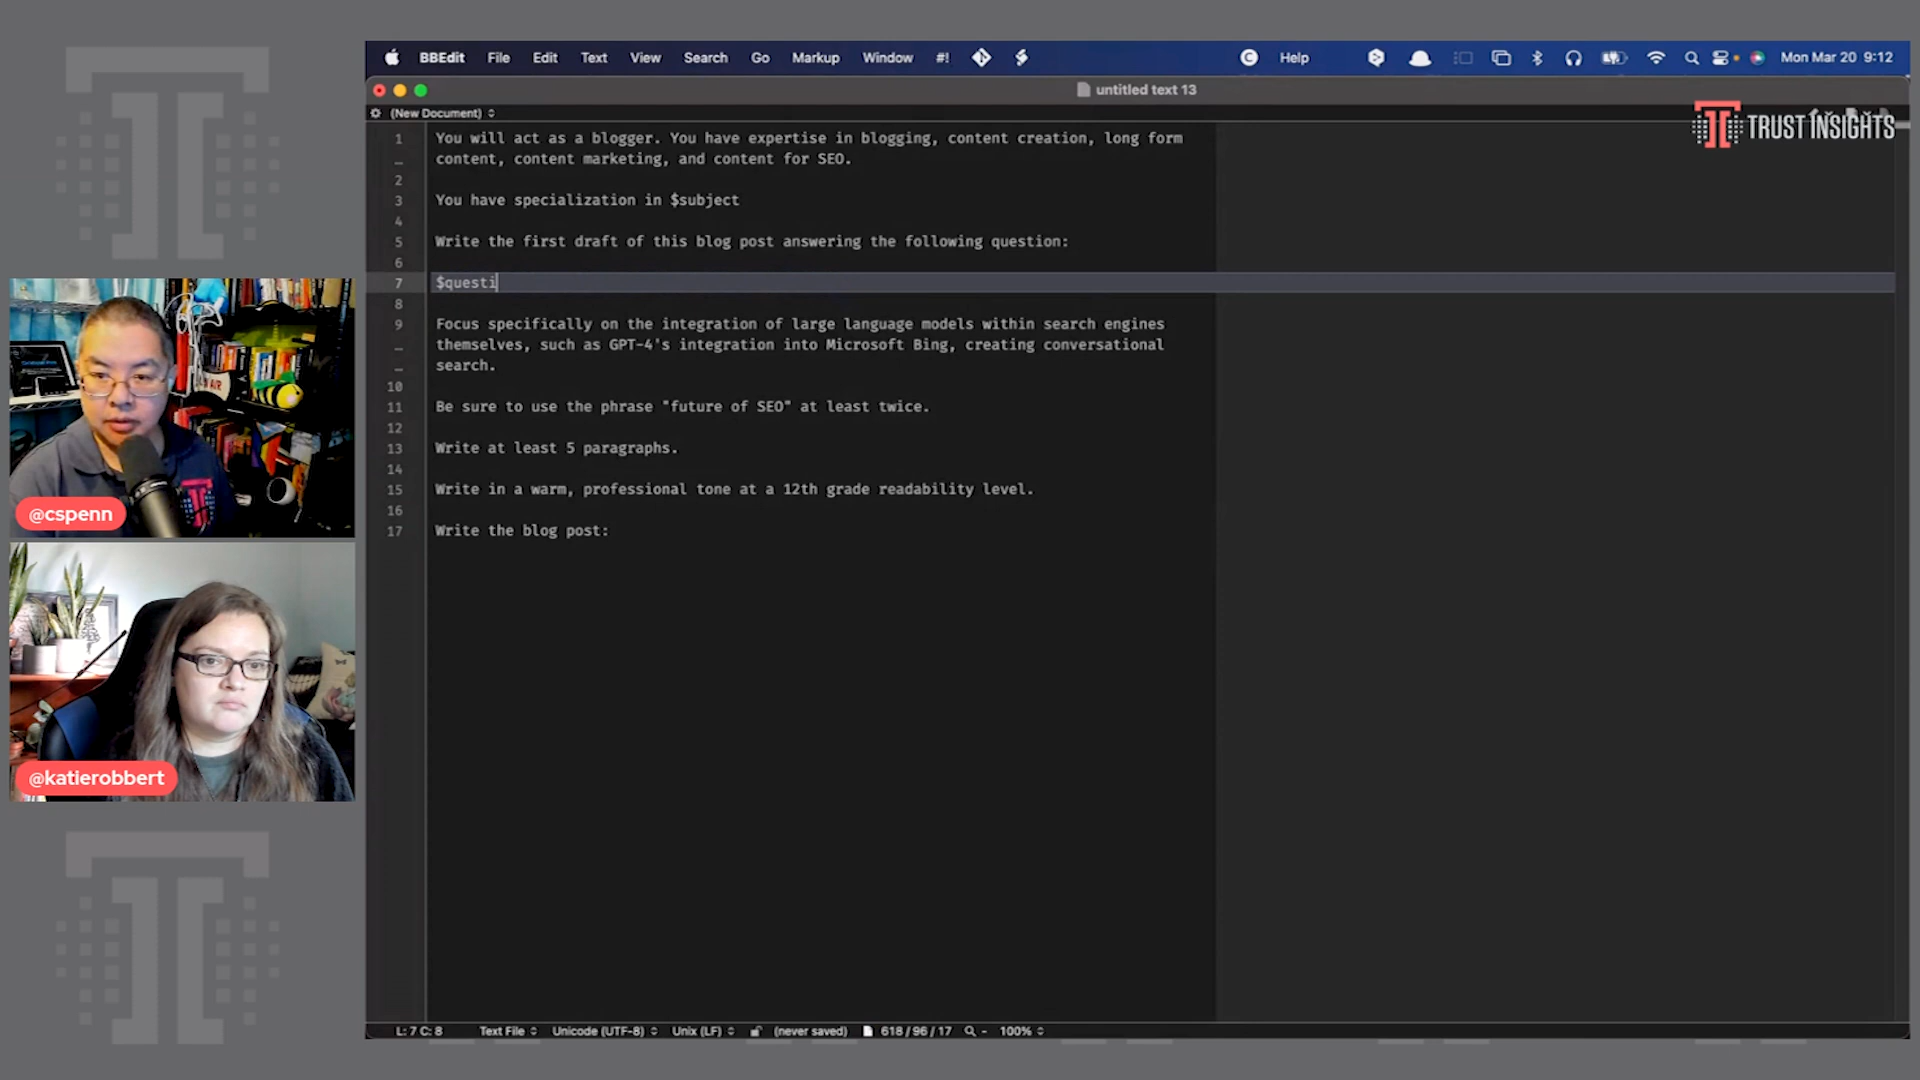 BBEdit File Edit Text View Search Go Markup Window #! Help Mon Mar 20 9:12
untitled text 13
(New Document)
TRUST INSIGHTS
1 You will act as a blogger. You have expertise in blogging, content creation, long form
content, content marketing, and content for SEO.
2
3 You have specialization in $subject
4
5 Write the first draft of this blog post answering the following question:
6
7 $questi
8
9 Focus specifically on the integration of large language models within search engines
themselves, such as GPT-4's integration into Microsoft Bing, creating conversational
search.
10
11 Be sure to use the phrase "future of SEO" at least twice.
12
13 Write at least 5 paragraphs.
14
15 Write in a warm, professional tone at a 12th grade readability level.
16
17 Write the blog post:
@cspenn
ON AIR
@katierobbert
L: 7 C: 8 Text File Unicode (UTF-8) Unix (LF) (never saved) 618 / 96 / 17 100%